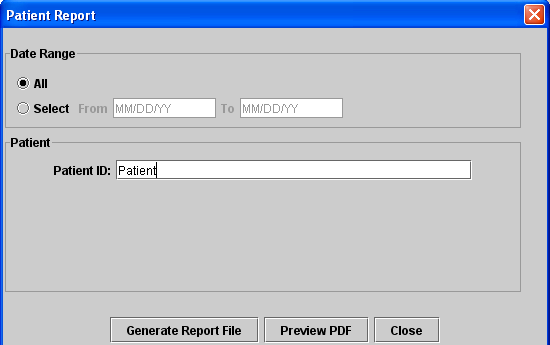 Patient Report
Date Range
All
Select From MM/DD/YY To MM/DD/YY
Patient
Patient ID: Patient
Generate Report File Preview PDF Close